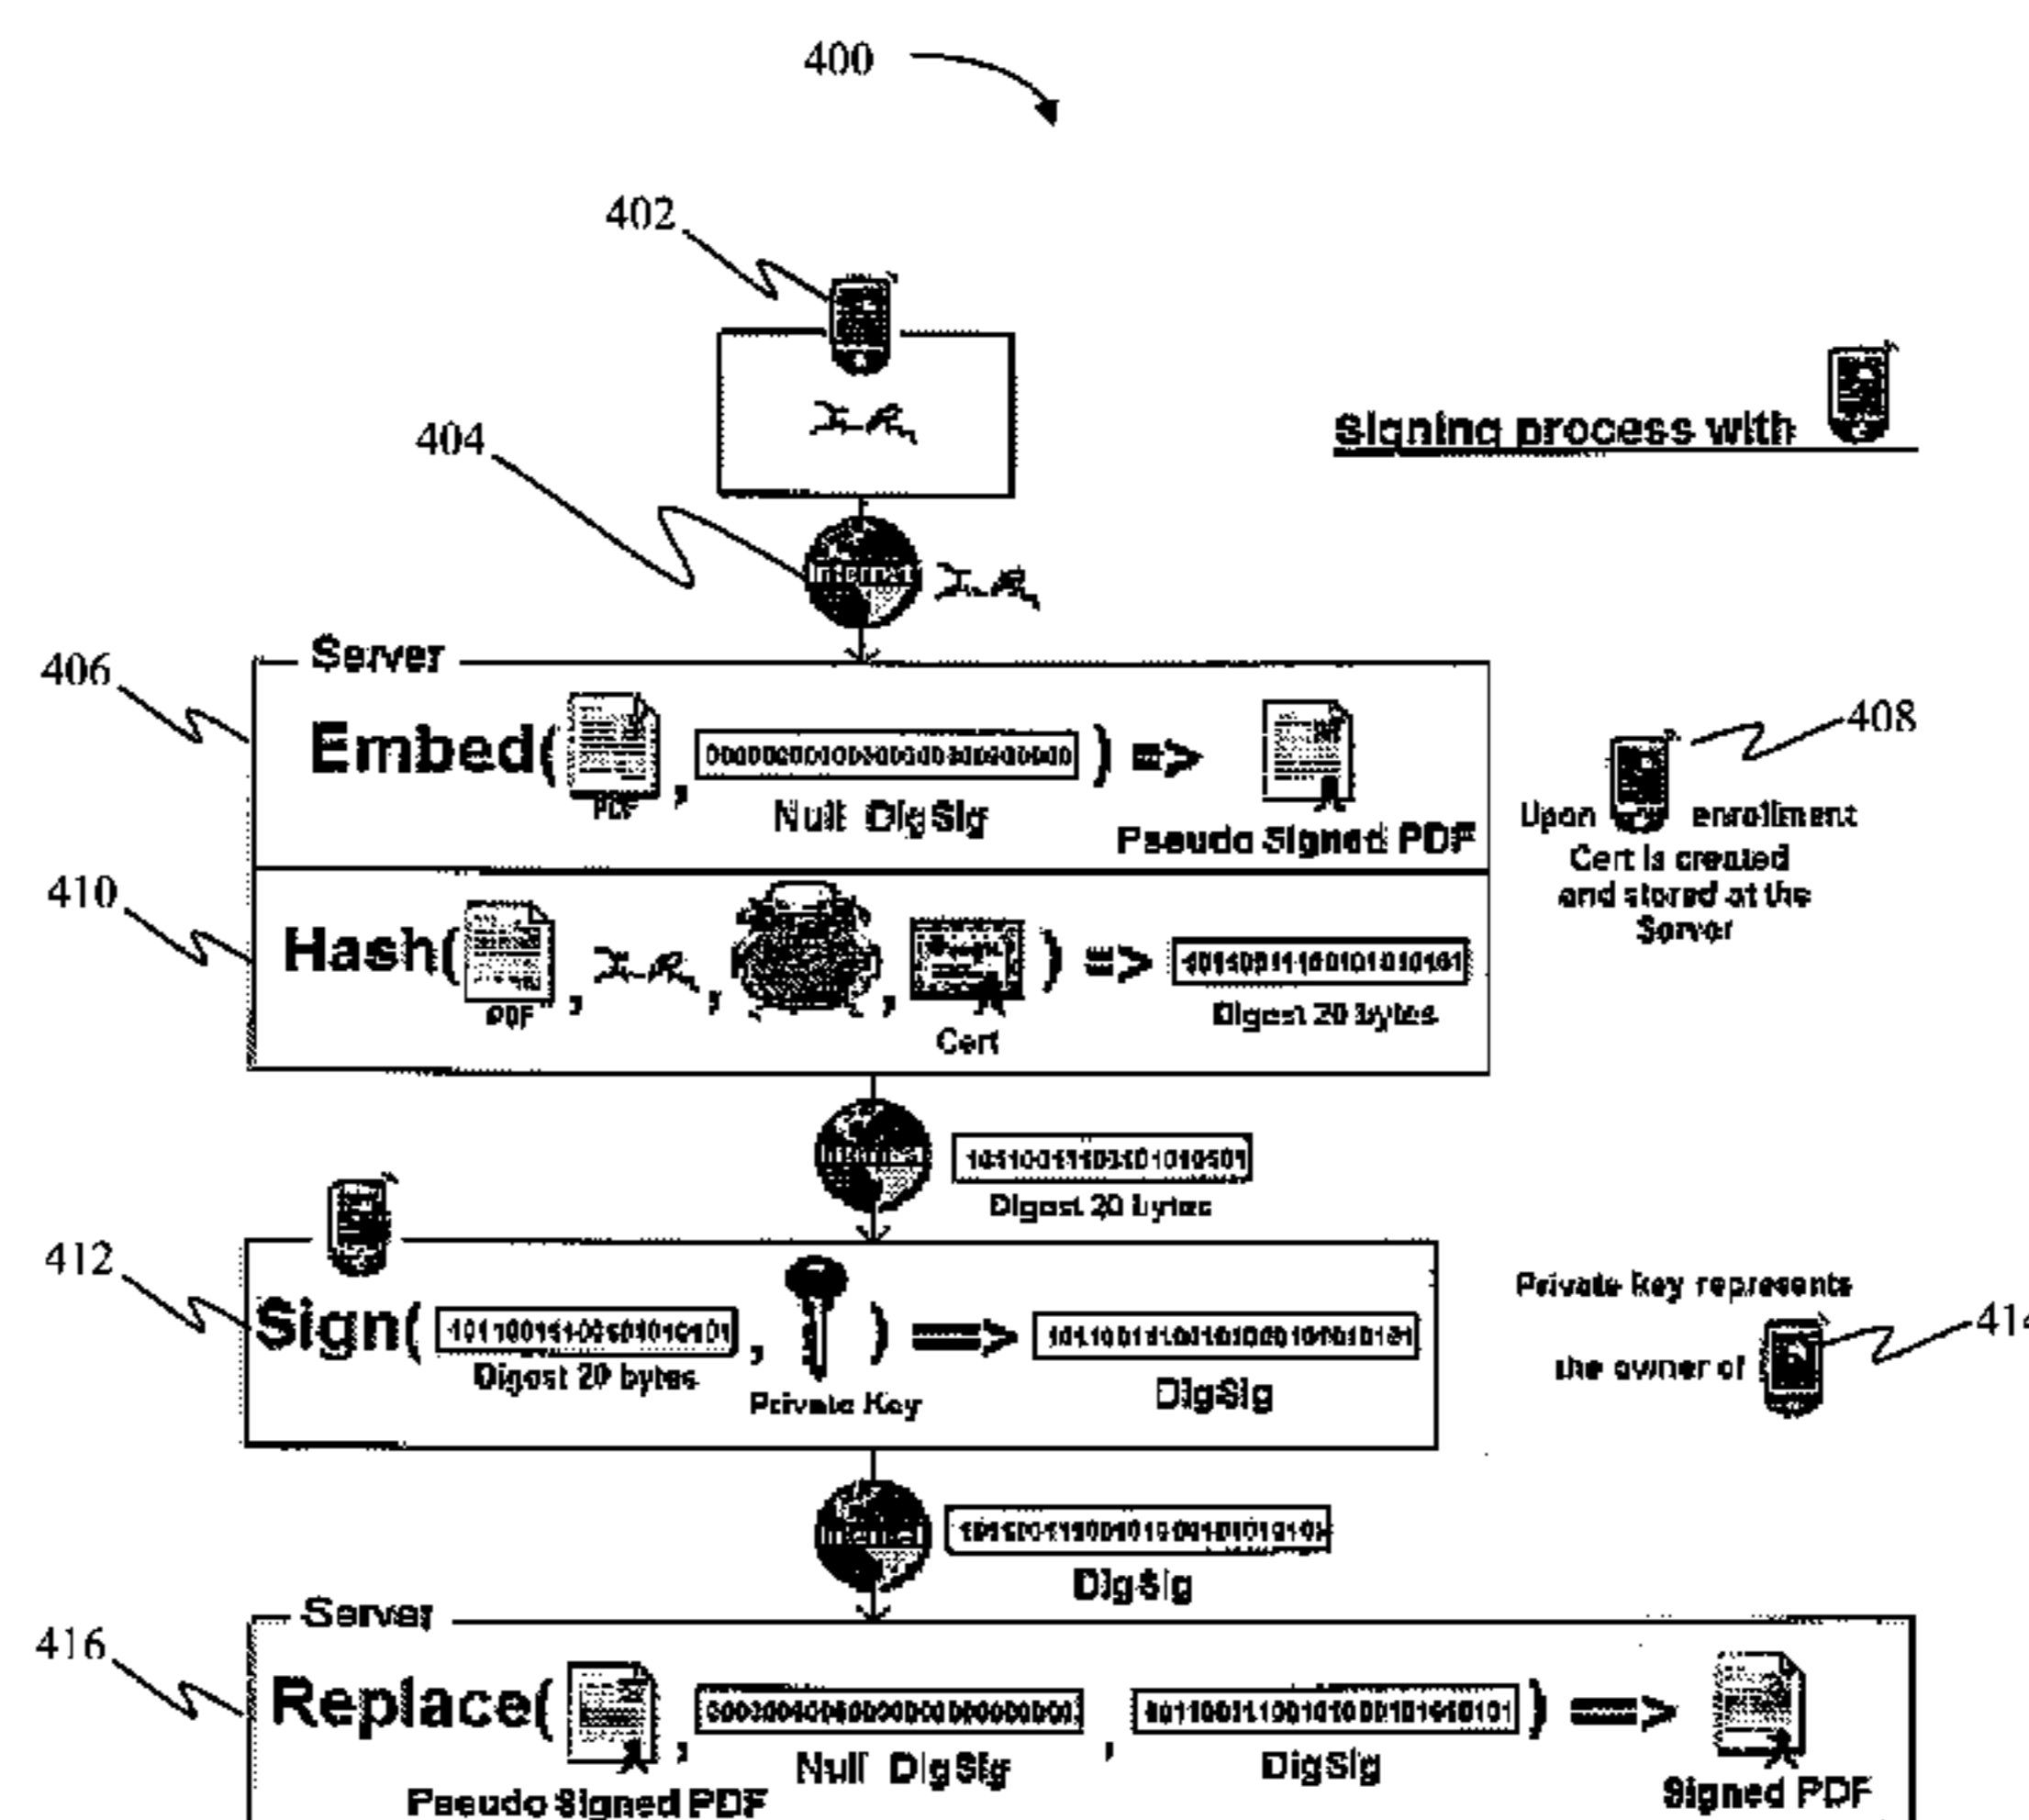 400
402
404
Signing process with
Internet
406
Server
Embed( PDF , ) =>
Null DigSig
Pseudo Signed PDF
408
Upon enrollment
Cert is created
and stored at the
Server
410
Hash( PDF , , , Cert ) =>
Digest 20 bytes
Internet
Digest 20 bytes
412
Sign( , ) =>
Digest 20 bytes
Private Key
DigSig
Private key represents
the owner of
414
Internet
DigSig
Server
416
Replace( , , ) =>
Pseudo Signed PDF
Null DigSig
DigSig
Signed PDF